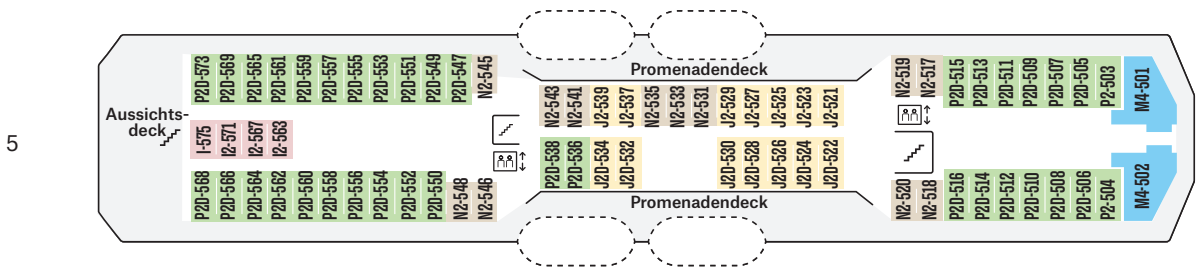 5
Aussichts-
deck
P2D-573
P2D-569
P2D-565
P2D-561
P2D-559
P2D-557
P2D-555
P2D-553
P2D-551
P2D-549
P2D-547
N2-545
I-575
I2-571
I2-567
I2-563
P2D-568
P2D-566
P2D-564
P2D-562
P2D-560
P2D-558
P2D-556
P2D-554
P2D-552
P2D-550
N2-548
N2-546
Promenadendeck
N2-543
N2-541
J2-539
J2-537
N2-535
N2-533
N2-531
J2-529
J2-527
J2-525
J2-523
J2-521
P2D-538
P2D-536
J2D-534
J2D-532
J2D-530
J2D-528
J2D-526
J2D-524
J2D-522
Promenadendeck
N2-519
N2-517
P2D-515
P2D-513
P2D-511
P2D-509
P2D-507
P2D-505
P2-503
M4-501
N2-520
N2-518
P2D-516
P2D-514
P2D-512
P2D-510
P2D-508
P2D-506
P2-504
M4-502